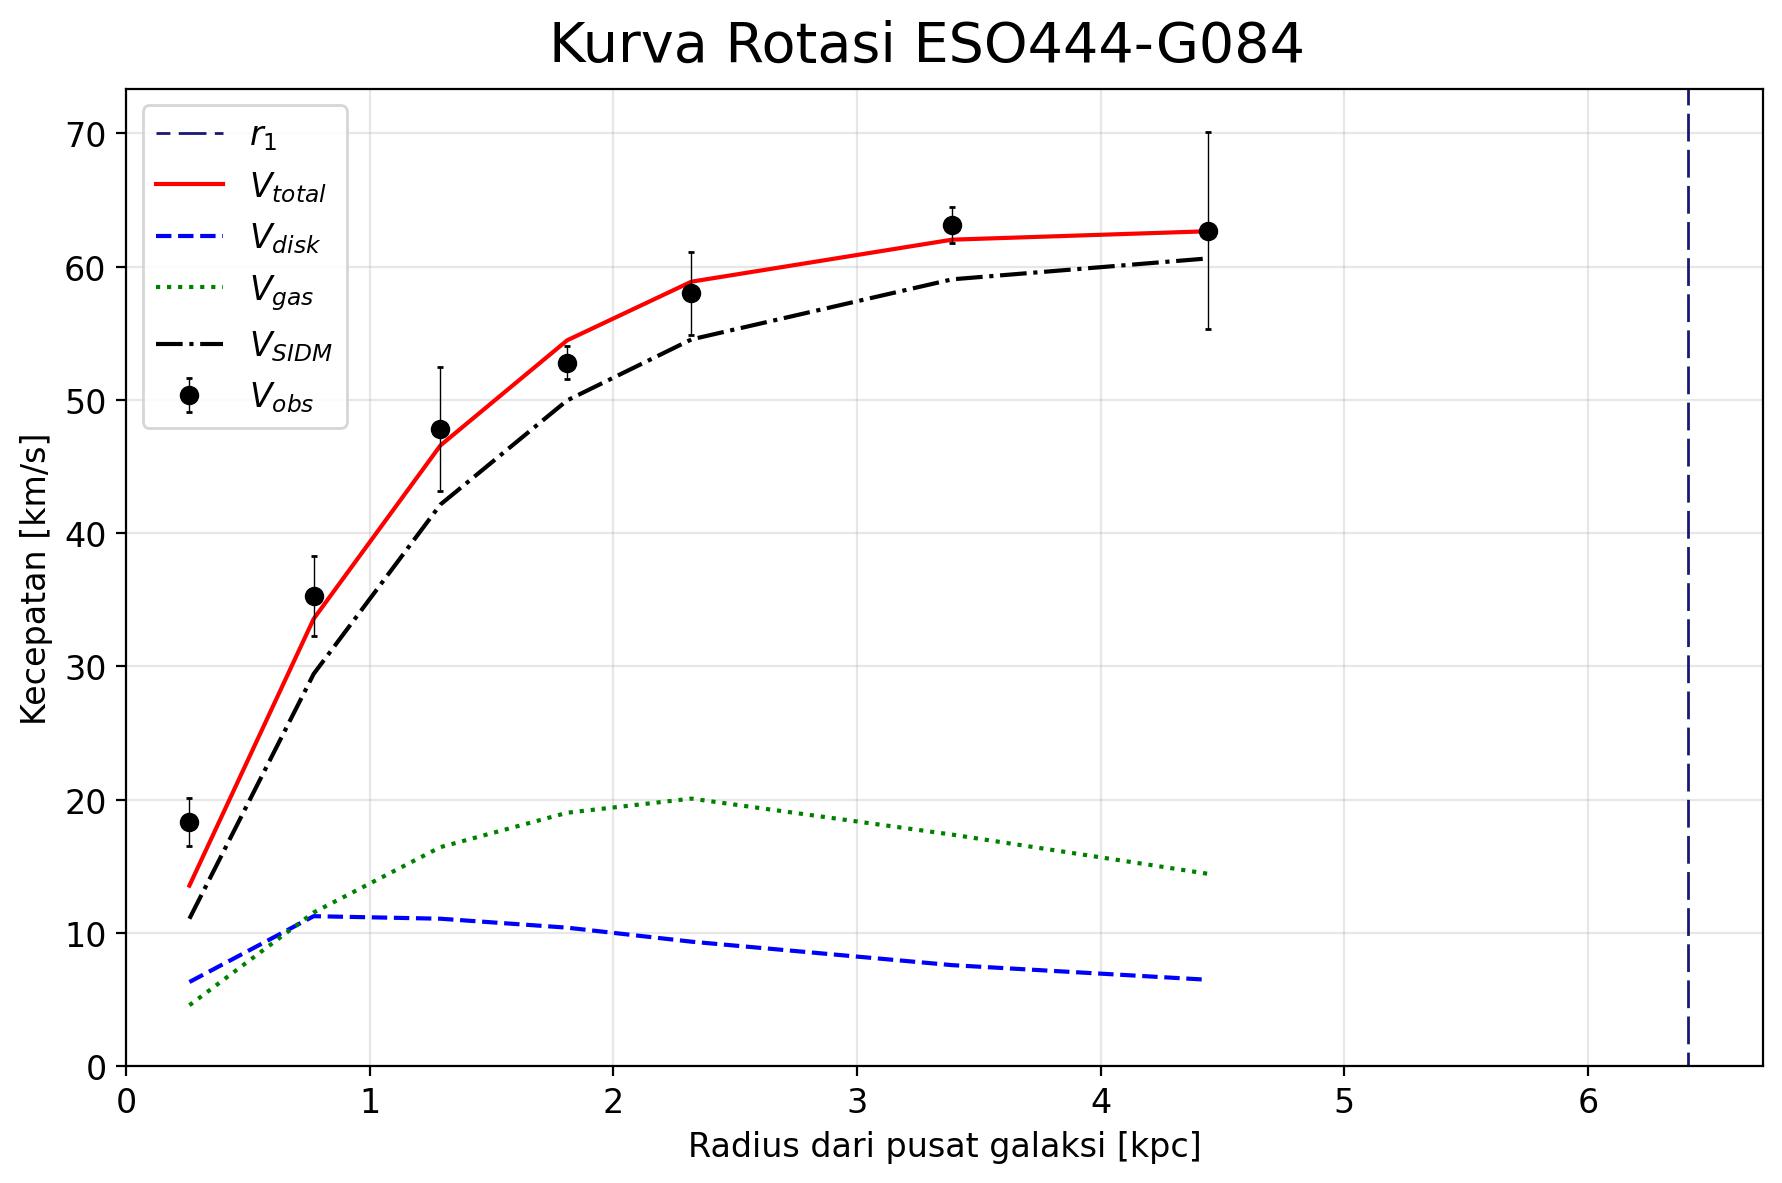 Kurva Rotasi ESO444-G084
r1
Vtotal
Vdisk
Vgas
VSIDM
Vobs
Kecepatan [km/s]
70
60
50
40
30
20
10
0
0 1 2 3 4 5 6
Radius dari pusat galaksi [kpc]